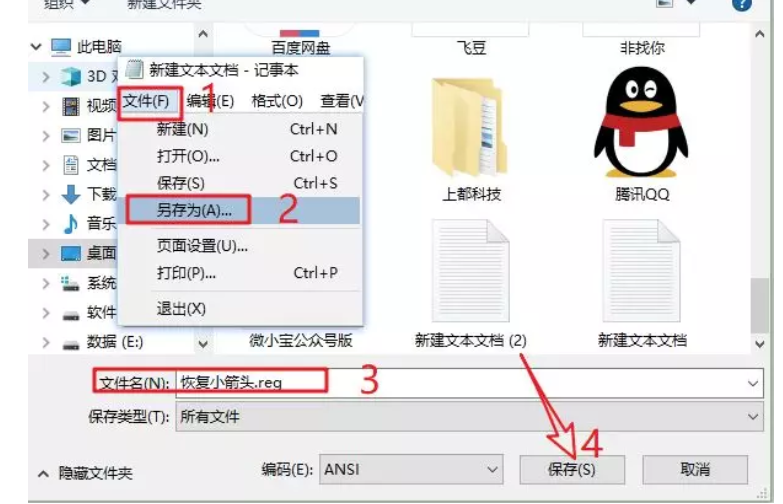 组织 新建文件夹
此电脑
3D
视频
图片
文档
下载
音乐
桌面
系统
软件
数据 (E:)
百度网盘 飞豆 非找你
新建文本文档 - 记事本
文件(F) 1 编辑(E) 格式(O) 查看(V
新建(N) Ctrl+N
打开(O)... Ctrl+O
保存(S) Ctrl+S
另存为(A)... 2
页面设置(U)...
打印(P)... Ctrl+P
退出(X)
上都科技 腾讯QQ
微小宝公众号版 新建文本文档 (2) 新建文本文档
文件名(N): 恢复小箭头.reg 3
保存类型(T): 所有文件
4
隐藏文件夹 编码(E): ANSI 保存(S) 取消